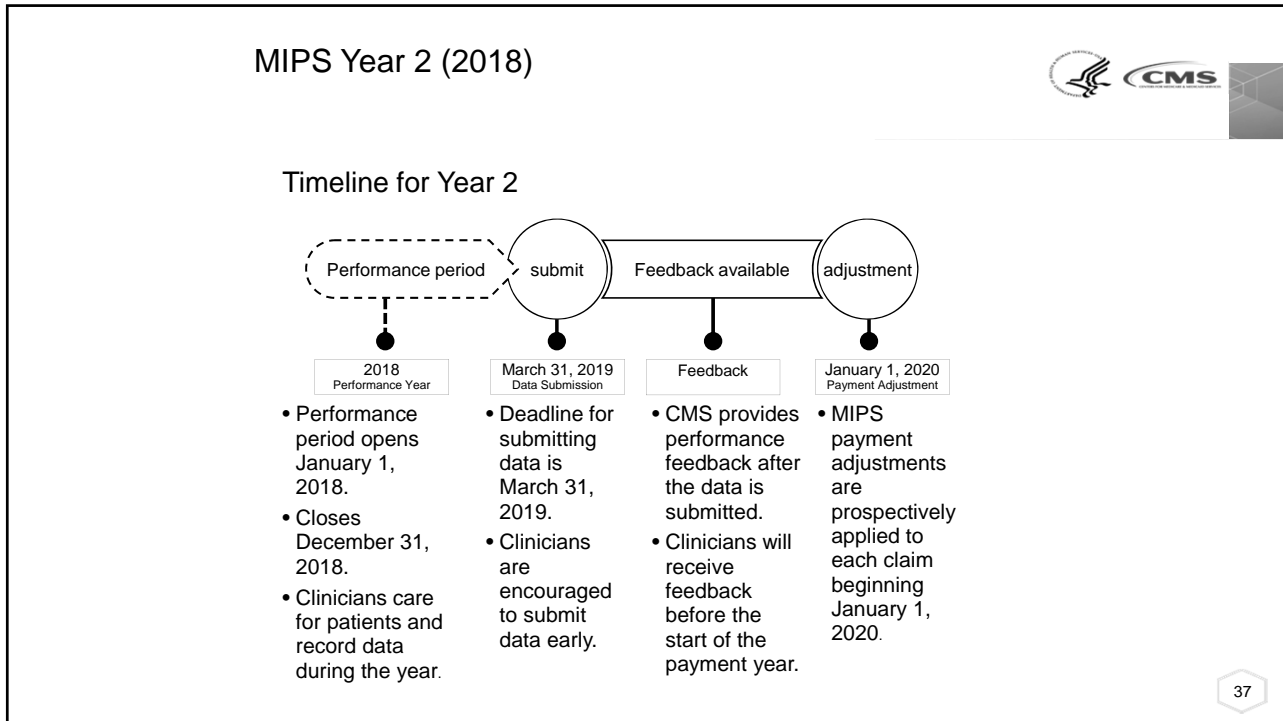 MIPS Year 2 (2018)
CMS
CENTERS FOR MEDICARE & MEDICAID SERVICES
Timeline for Year 2
Performance period
submit
Feedback available
adjustment
2018
Performance Year
March 31, 2019
Data Submission
Feedback
January 1, 2020
Payment Adjustment
• Performance
period opens
January 1,
2018.
• Closes
December 31,
2018.
• Clinicians care
for patients and
record data
during the year.
• Deadline for
submitting
data is
March 31,
2019.
• Clinicians
are
encouraged
to submit
data early.
• CMS provides
performance
feedback after
the data is
submitted.
• Clinicians will
receive
feedback
before the
start of the
payment year.
• MIPS
payment
adjustments
are
prospectively
applied to
each claim
beginning
January 1,
2020.
37